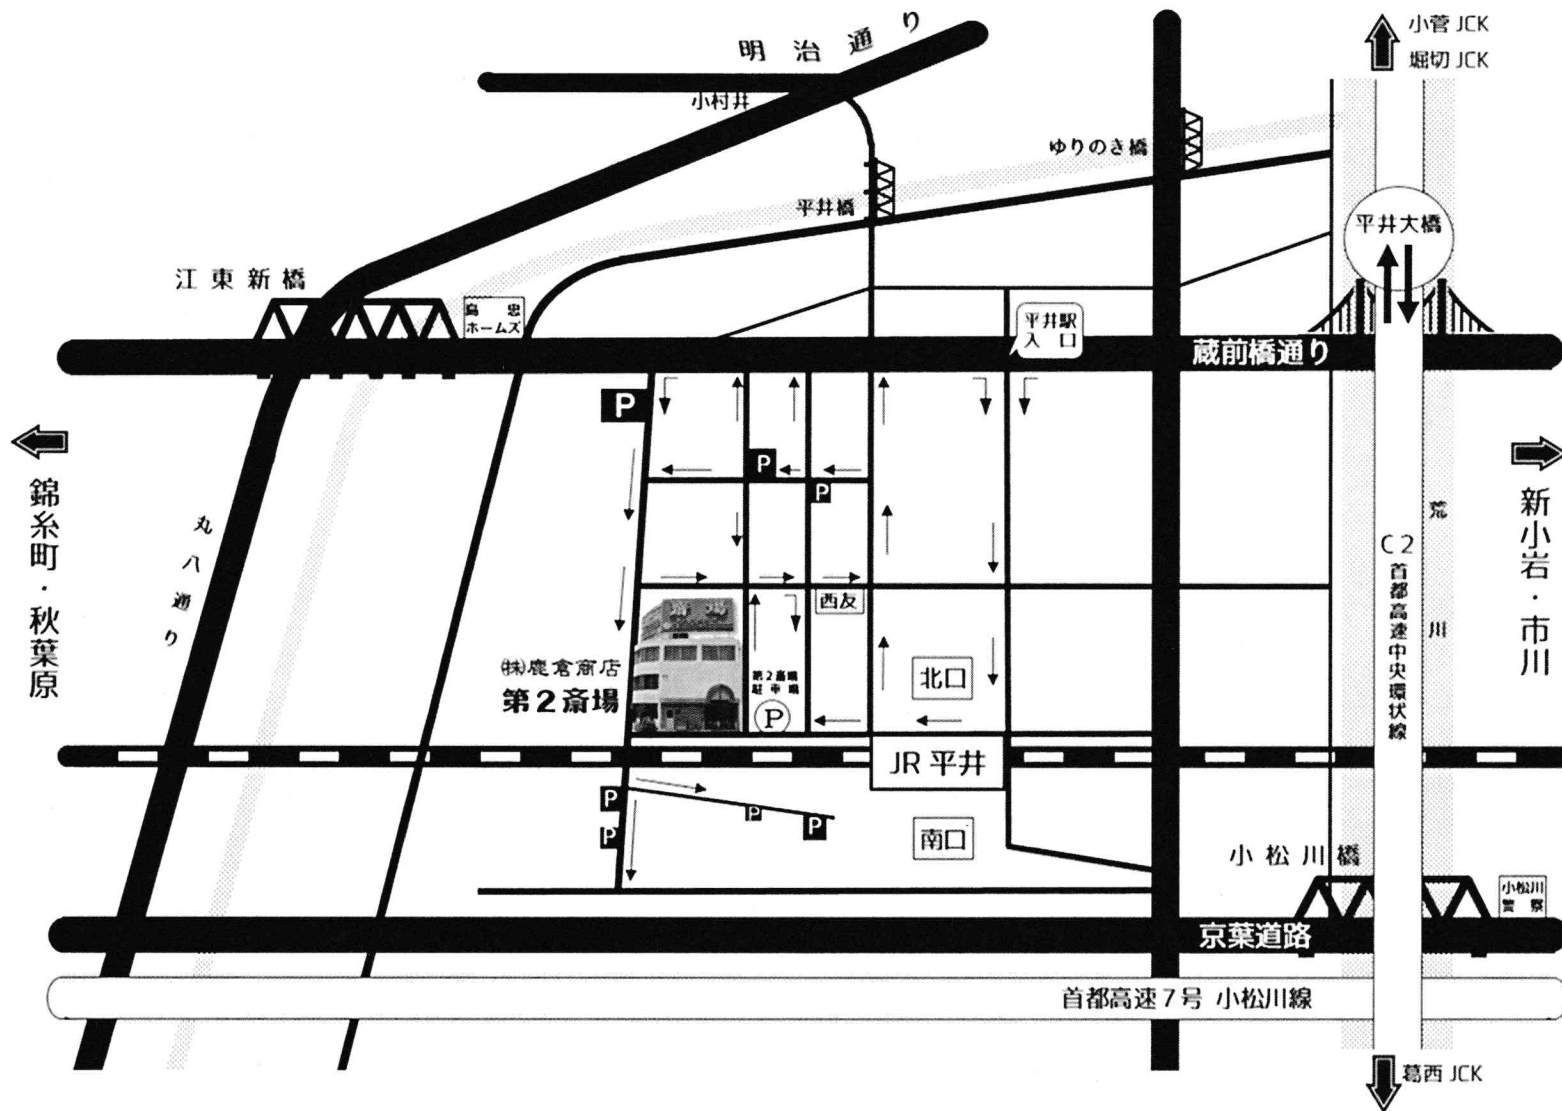 小菅 JCK
堀切 JCK
明治通り
小村井
ゆりのき橋
平井橋
平井大橋
江東新橋
島忠
ホームズ
平井駅
入口
蔵前橋通り
P
錦糸町・秋葉原
新小岩・市川
丸八通り
荒川
P
P
C2
首都高速中央環状線
西友
㈱鹿倉商店
第2斎場
第2斎場
駐車場
P
北口
JR 平井
P
P
P
P
南口
小松川橋
小松川
警察
京葉道路
首都高速7号 小松川線
葛西 JCK